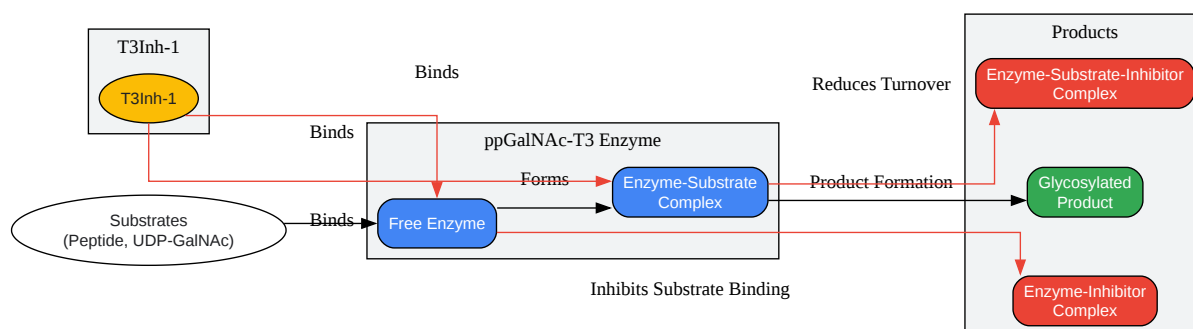 T3Inh-1
T3Inh-1
Binds
Binds
Substrates
(Peptide, UDP-GalNAc)
Binds
ppGalNAc-T3 Enzyme
Free Enzyme
Forms
Enzyme-Substrate
Complex
Inhibits Substrate Binding
Reduces Turnover
Product Formation
Products
Enzyme-Substrate-Inhibitor
Complex
Glycosylated
Product
Enzyme-Inhibitor
Complex